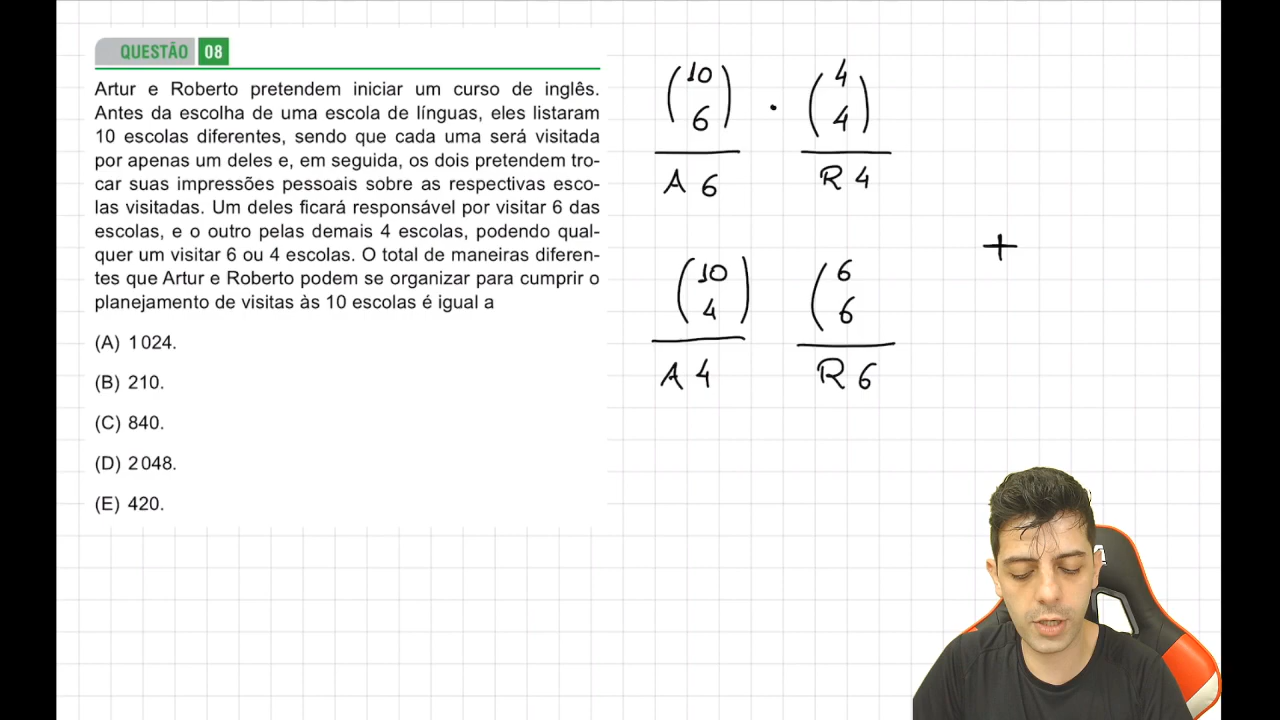 QUESTÃO 08
Artur e Roberto pretendem iniciar um curso de inglês.
Antes da escolha de uma escola de línguas, eles listaram
10 escolas diferentes, sendo que cada uma será visitada
por apenas um deles e, em seguida, os dois pretendem tro-
car suas impressões pessoais sobre as respectivas esco-
las visitadas. Um deles ficará responsável por visitar 6 das
escolas, e o outro pelas demais 4 escolas, podendo qual-
quer um visitar 6 ou 4 escolas. O total de maneiras diferen-
tes que Artur e Roberto podem se organizar para cumprir o
planejamento de visitas às 10 escolas é igual a
(A) 1 024.
(B) 210.
(C) 840.
(D) 2 048.
(E) 420.
(10 6) · (4 4)
A 6 R 4
+
(10 4) (6 6
A 4 R 6